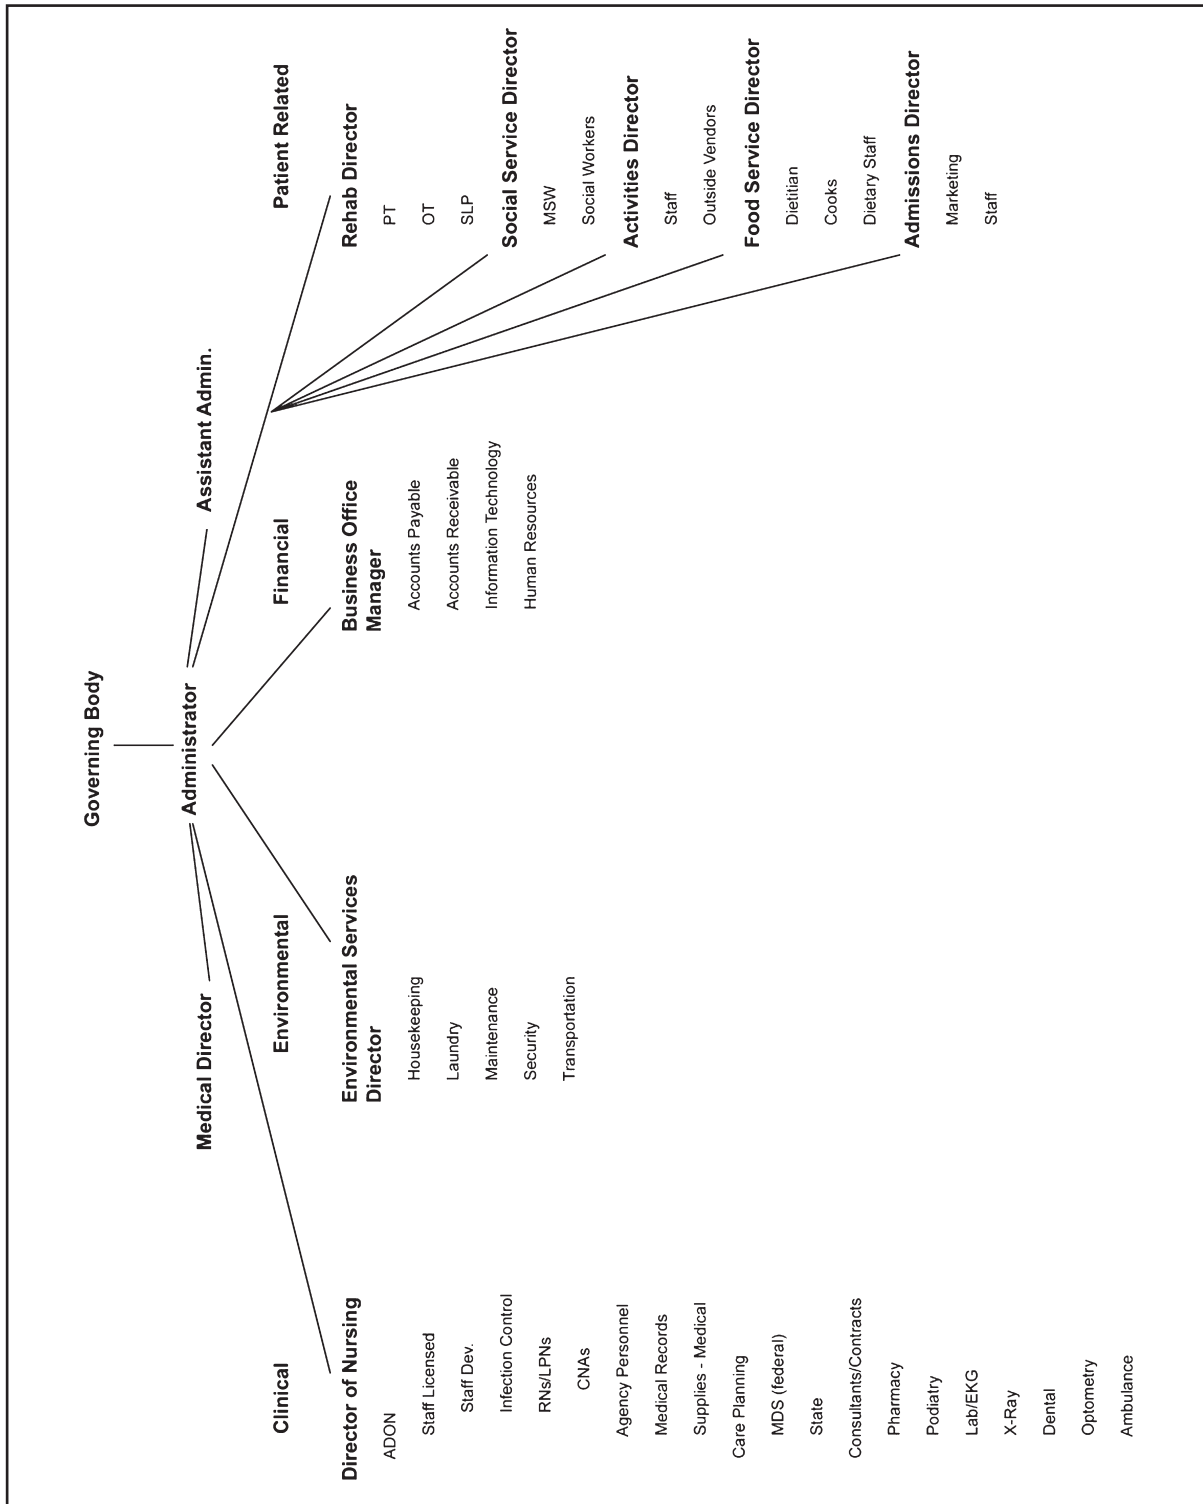 Governing Body
Administrator
Medical Director
Assistant Admin.
Clinical
Director of Nursing
ADON
Staff Licensed
Staff Dev.
Infection Control
RNs/LPNs
CNAs
Agency Personnel
Medical Records
Supplies - Medical
Care Planning
MDS (federal)
State
Consultants/Contracts
Pharmacy
Podiatry
Lab/EKG
X-Ray
Dental
Optometry
Ambulance
Environmental
Environmental Services
Director
Housekeeping
Laundry
Maintenance
Security
Transportation
Financial
Business Office
Manager
Accounts Payable
Accounts Receivable
Information Technology
Human Resources
Patient Related
Rehab Director
PT
OT
SLP
Social Service Director
MSW
Social Workers
Activities Director
Staff
Outside Vendors
Food Service Director
Dietitian
Cooks
Dietary Staff
Admissions Director
Marketing
Staff